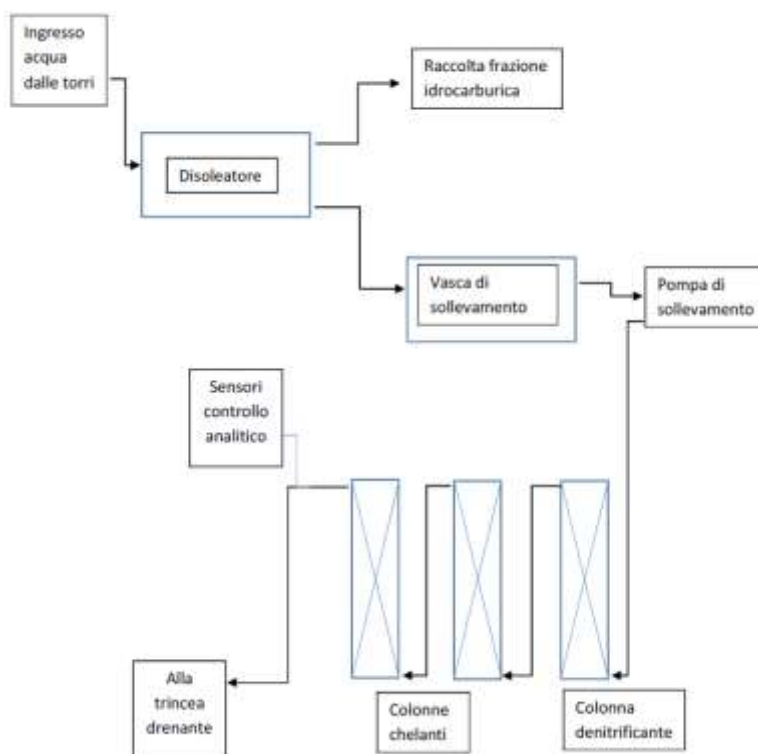 Ingresso
acqua
dalle torri
Raccolta frazione
idrocarburica
Disoleatore
Vasca di
sollevamento
Pompa di
sollevamento
Sensori
controllo
analitico
Alla
trincea
drenante
Colonne
chelanti
Colonna
denitrificante